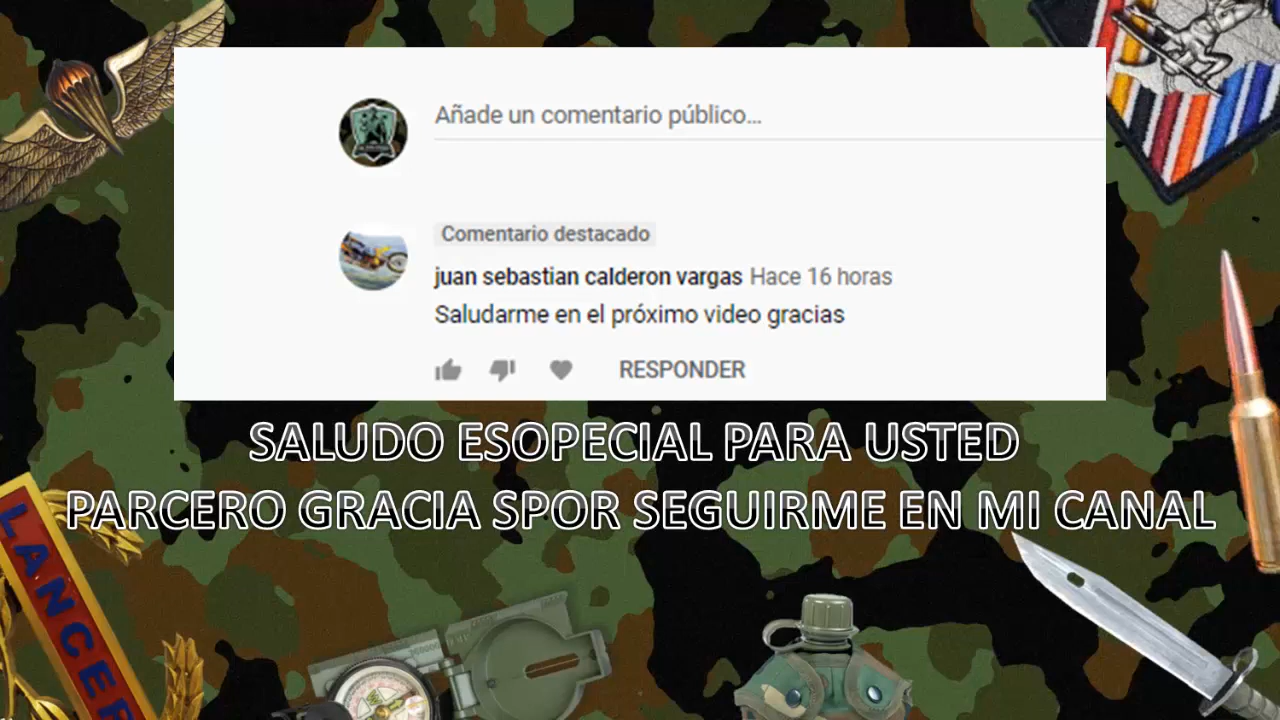 Añade un comentario público...
Comentario destacado
juan sebastian calderon vargas Hace 16 horas
Saludarme en el próximo video gracias
RESPONDER
SALUDO ESOPECIAL PARA USTED
PARCERO GRACIA SPOR SEGUIRME EN MI CANAL
LANCER